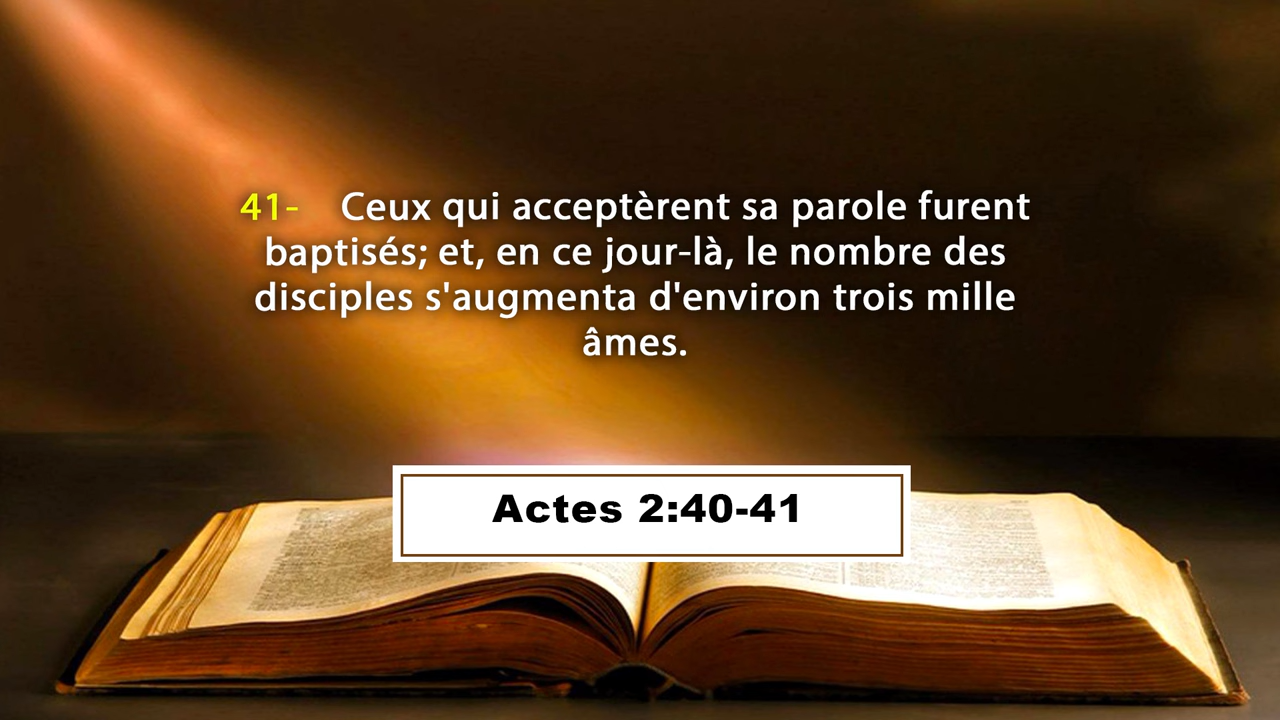 41- Ceux qui acceptèrent sa parole furent
baptisés; et, en ce jour-là, le nombre des
disciples s'augmenta d'environ trois mille
âmes.
Actes 2:40-41